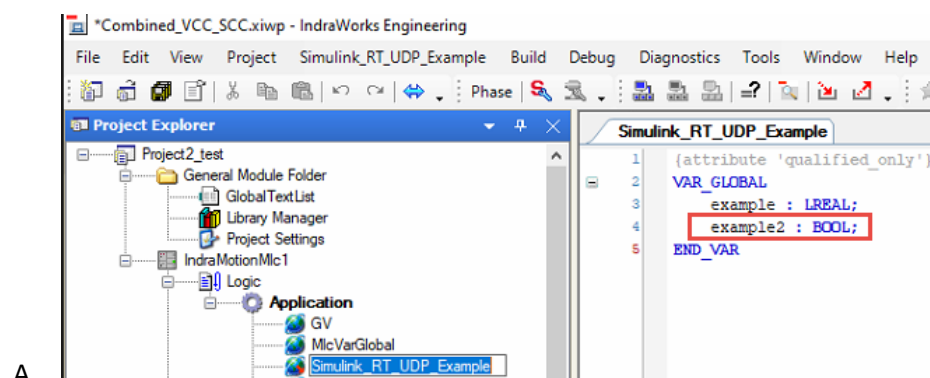 *Combined_VCC_SCC.xiwp - IndraWorks Engineering
File Edit View Project Simulink_RT_UDP_Example Build Debug Diagnostics Tools Window Help
Phase
Project Explorer
Simulink_RT_UDP_Example
Project2_test
General Module Folder
GlobalTextList
Library Manager
Project Settings
IndraMotionMlc1
Logic
Application
GV
MlcVarGlobal
Simulink_RT_UDP_Example
1 {attribute 'qualified_only'}
2 VAR_GLOBAL
3 example : LREAL;
4 example2 : BOOL;
5 END_VAR
A